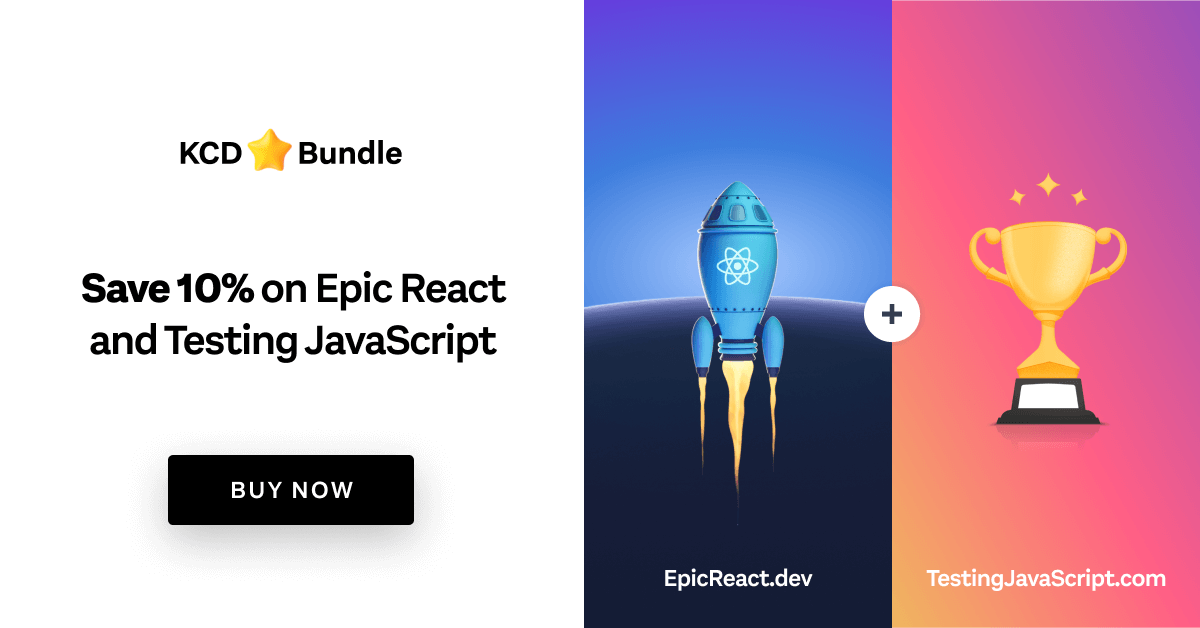 KCD Bundle
Save 10% on Epic React
and Testing JavaScript
BUY NOW
+
EpicReact.dev
TestingJavaScript.com